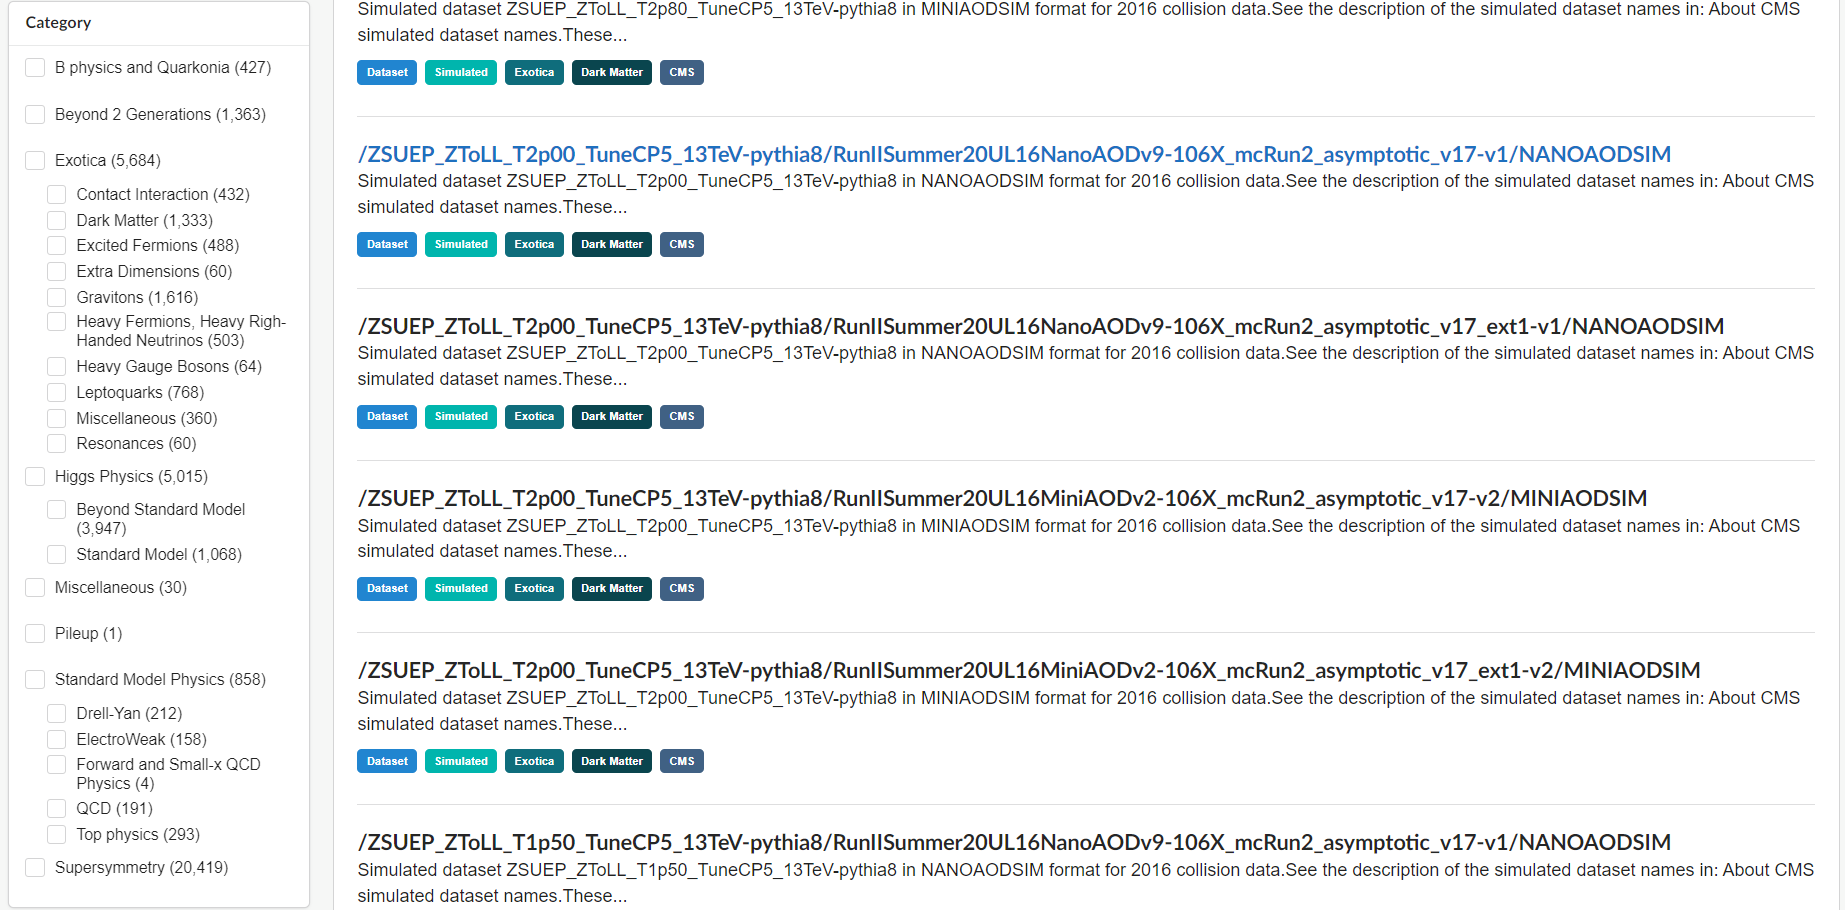 Category
B physics and Quarkonia (427)
Beyond 2 Generations (1,363)
Exotica (5,684)
Contact Interaction (432)
Dark Matter (1,333)
Excited Fermions (488)
Extra Dimensions (60)
Gravitons (1,616)
Heavy Fermions, Heavy Righ-
Handed Neutrinos (503)
Heavy Gauge Bosons (64)
Leptoquarks (768)
Miscellaneous (360)
Resonances (60)
Higgs Physics (5,015)
Beyond Standard Model
(3,947)
Standard Model (1,068)
Miscellaneous (30)
Pileup (1)
Standard Model Physics (858)
Drell-Yan (212)
ElectroWeak (158)
Forward and Small-x QCD
Physics (4)
QCD (191)
Top physics (293)
Supersymmetry (20,419)
Simulated dataset ZSUEP_ZToLL_T2p80_TuneCP5_13TeV-pythia8 in MINIAODSIM format for 2016 collision data.See the description of the simulated dataset names in: About CMS
simulated dataset names.These...
Dataset Simulated Exotica Dark Matter CMS
/ZSUEP_ZToLL_T2p00_TuneCP5_13TeV-pythia8/RunIISummer20UL16NanoAODv9-106X_mcRun2_asymptotic_v17-v1/NANOAODSIM
Simulated dataset ZSUEP_ZToLL_T2p00_TuneCP5_13TeV-pythia8 in NANOAODSIM format for 2016 collision data.See the description of the simulated dataset names in: About CMS
simulated dataset names.These...
Dataset Simulated Exotica Dark Matter CMS
/ZSUEP_ZToLL_T2p00_TuneCP5_13TeV-pythia8/RunIISummer20UL16NanoAODv9-106X_mcRun2_asymptotic_v17_ext1-v1/NANOAODSIM
Simulated dataset ZSUEP_ZToLL_T2p00_TuneCP5_13TeV-pythia8 in NANOAODSIM format for 2016 collision data.See the description of the simulated dataset names in: About CMS
simulated dataset names.These...
Dataset Simulated Exotica Dark Matter CMS
/ZSUEP_ZToLL_T2p00_TuneCP5_13TeV-pythia8/RunIISummer20UL16MiniAODv2-106X_mcRun2_asymptotic_v17-v2/MINIAODSIM
Simulated dataset ZSUEP_ZToLL_T2p00_TuneCP5_13TeV-pythia8 in MINIAODSIM format for 2016 collision data.See the description of the simulated dataset names in: About CMS
simulated dataset names.These...
Dataset Simulated Exotica Dark Matter CMS
/ZSUEP_ZToLL_T2p00_TuneCP5_13TeV-pythia8/RunIISummer20UL16MiniAODv2-106X_mcRun2_asymptotic_v17_ext1-v2/MINIAODSIM
Simulated dataset ZSUEP_ZToLL_T2p00_TuneCP5_13TeV-pythia8 in MINIAODSIM format for 2016 collision data.See the description of the simulated dataset names in: About CMS
simulated dataset names.These...
Dataset Simulated Exotica Dark Matter CMS
/ZSUEP_ZToLL_T1p50_TuneCP5_13TeV-pythia8/RunIISummer20UL16NanoAODv9-106X_mcRun2_asymptotic_v17-v1/NANOAODSIM
Simulated dataset ZSUEP_ZToLL_T1p50_TuneCP5_13TeV-pythia8 in NANOAODSIM format for 2016 collision data.See the description of the simulated dataset names in: About CMS
simulated dataset names.These...